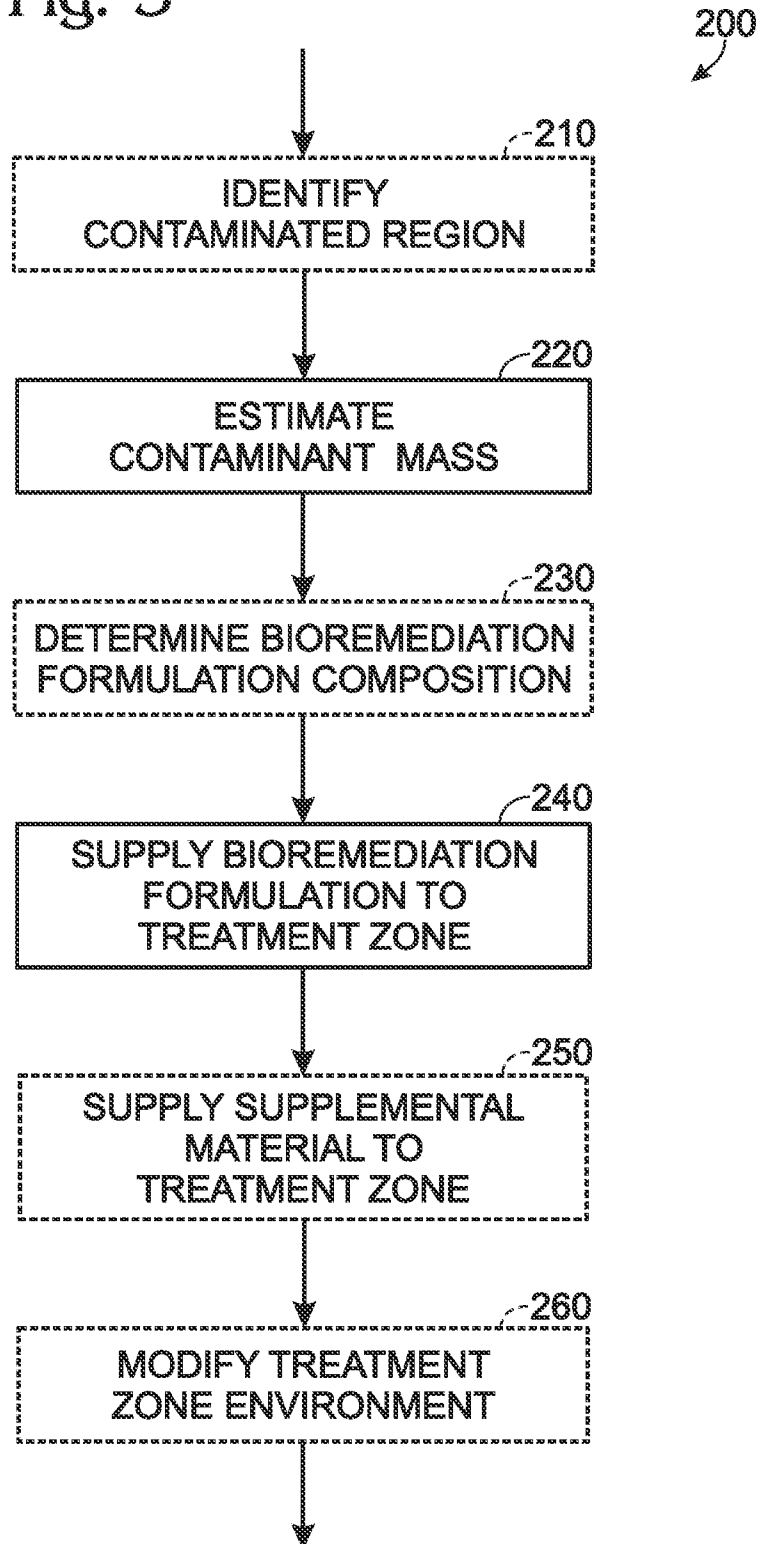 Fig.
200
210
IDENTIFY
CONTAMINATED REGION
220
ESTIMATE
CONTAMINANT MASS
230
DETERMINE BIOREMEDIATION
FORMULATION COMPOSITION
240
SUPPLY BIOREMEDIATION
FORMULATION TO
TREATMENT ZONE
250
SUPPLY SUPPLEMENTAL
MATERIAL TO
TREATMENT ZONE
260
MODIFY TREATMENT
ZONE ENVIRONMENT